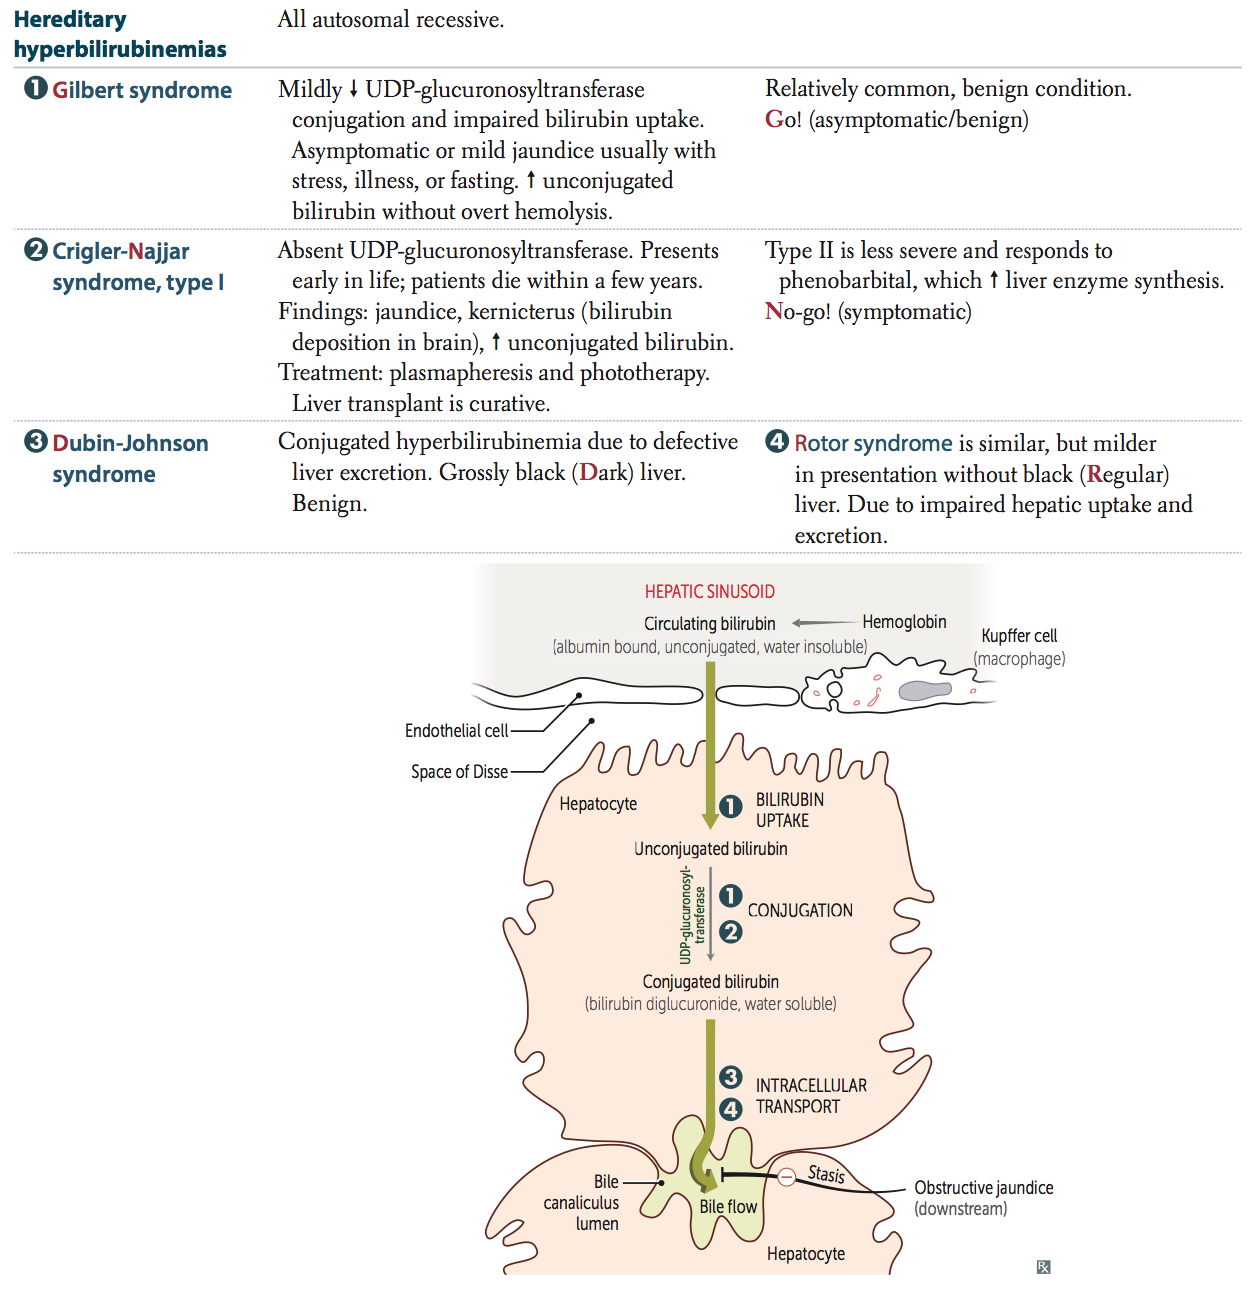 Hereditary
hyperbilirubinemias
All autosomal recessive.
❶ Gilbert syndrome
Mildly ↓ UDP-glucuronosyltransferase
conjugation and impaired bilirubin uptake.
Asymptomatic or mild jaundice usually with
stress, illness, or fasting. ↑ unconjugated
bilirubin without overt hemolysis.
Relatively common, benign condition.
Go! (asymptomatic/benign)
❷ Crigler-Najjar
syndrome, type I
Absent UDP-glucuronosyltransferase. Presents
early in life; patients die within a few years.
Findings: jaundice, kernicterus (bilirubin
deposition in brain), ↑ unconjugated bilirubin.
Treatment: plasmapheresis and phototherapy.
Liver transplant is curative.
Type II is less severe and responds to
phenobarbital, which ↑ liver enzyme synthesis.
No-go! (symptomatic)
❸ Dubin-Johnson
syndrome
Conjugated hyperbilirubinemia due to defective
liver excretion. Grossly black (Dark) liver.
Benign.
❹ Rotor syndrome is similar, but milder
in presentation without black (Regular)
liver. Due to impaired hepatic uptake and
excretion.
HEPATIC SINUSOID
Circulating bilirubin
(albumin bound, unconjugated, water insoluble)
Hemoglobin
Kupffer cell
(macrophage)
Endothelial cell
Space of Disse
Hepatocyte
❶ BILIRUBIN
UPTAKE
Unconjugated bilirubin
UDP-glucuronosyl-
transferase
❶
❷
CONJUGATION
Conjugated bilirubin
(bilirubin diglucuronide, water soluble)
❸
❹
INTRACELLULAR
TRANSPORT
Bile
canaliculus
lumen
Bile flow
Stasis
Obstructive jaundice
(downstream)
Hepatocyte
Rx